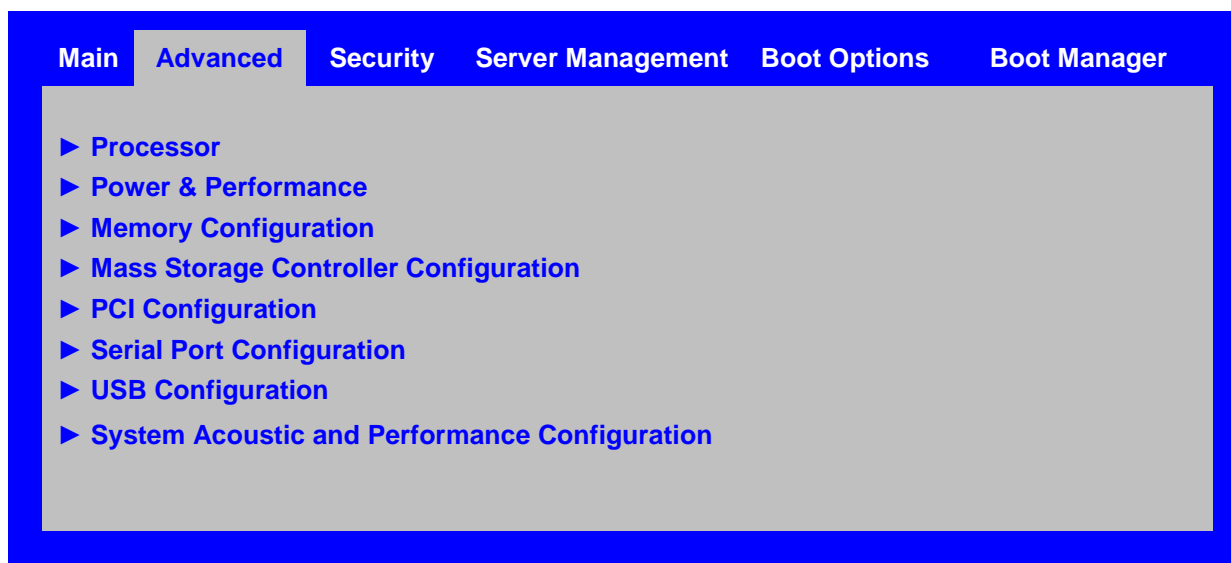 Main Advanced Security Server Management Boot Options Boot Manager
► Processor
► Power & Performance
► Memory Configuration
► Mass Storage Controller Configuration
► PCI Configuration
► Serial Port Configuration
► USB Configuration
► System Acoustic and Performance Configuration